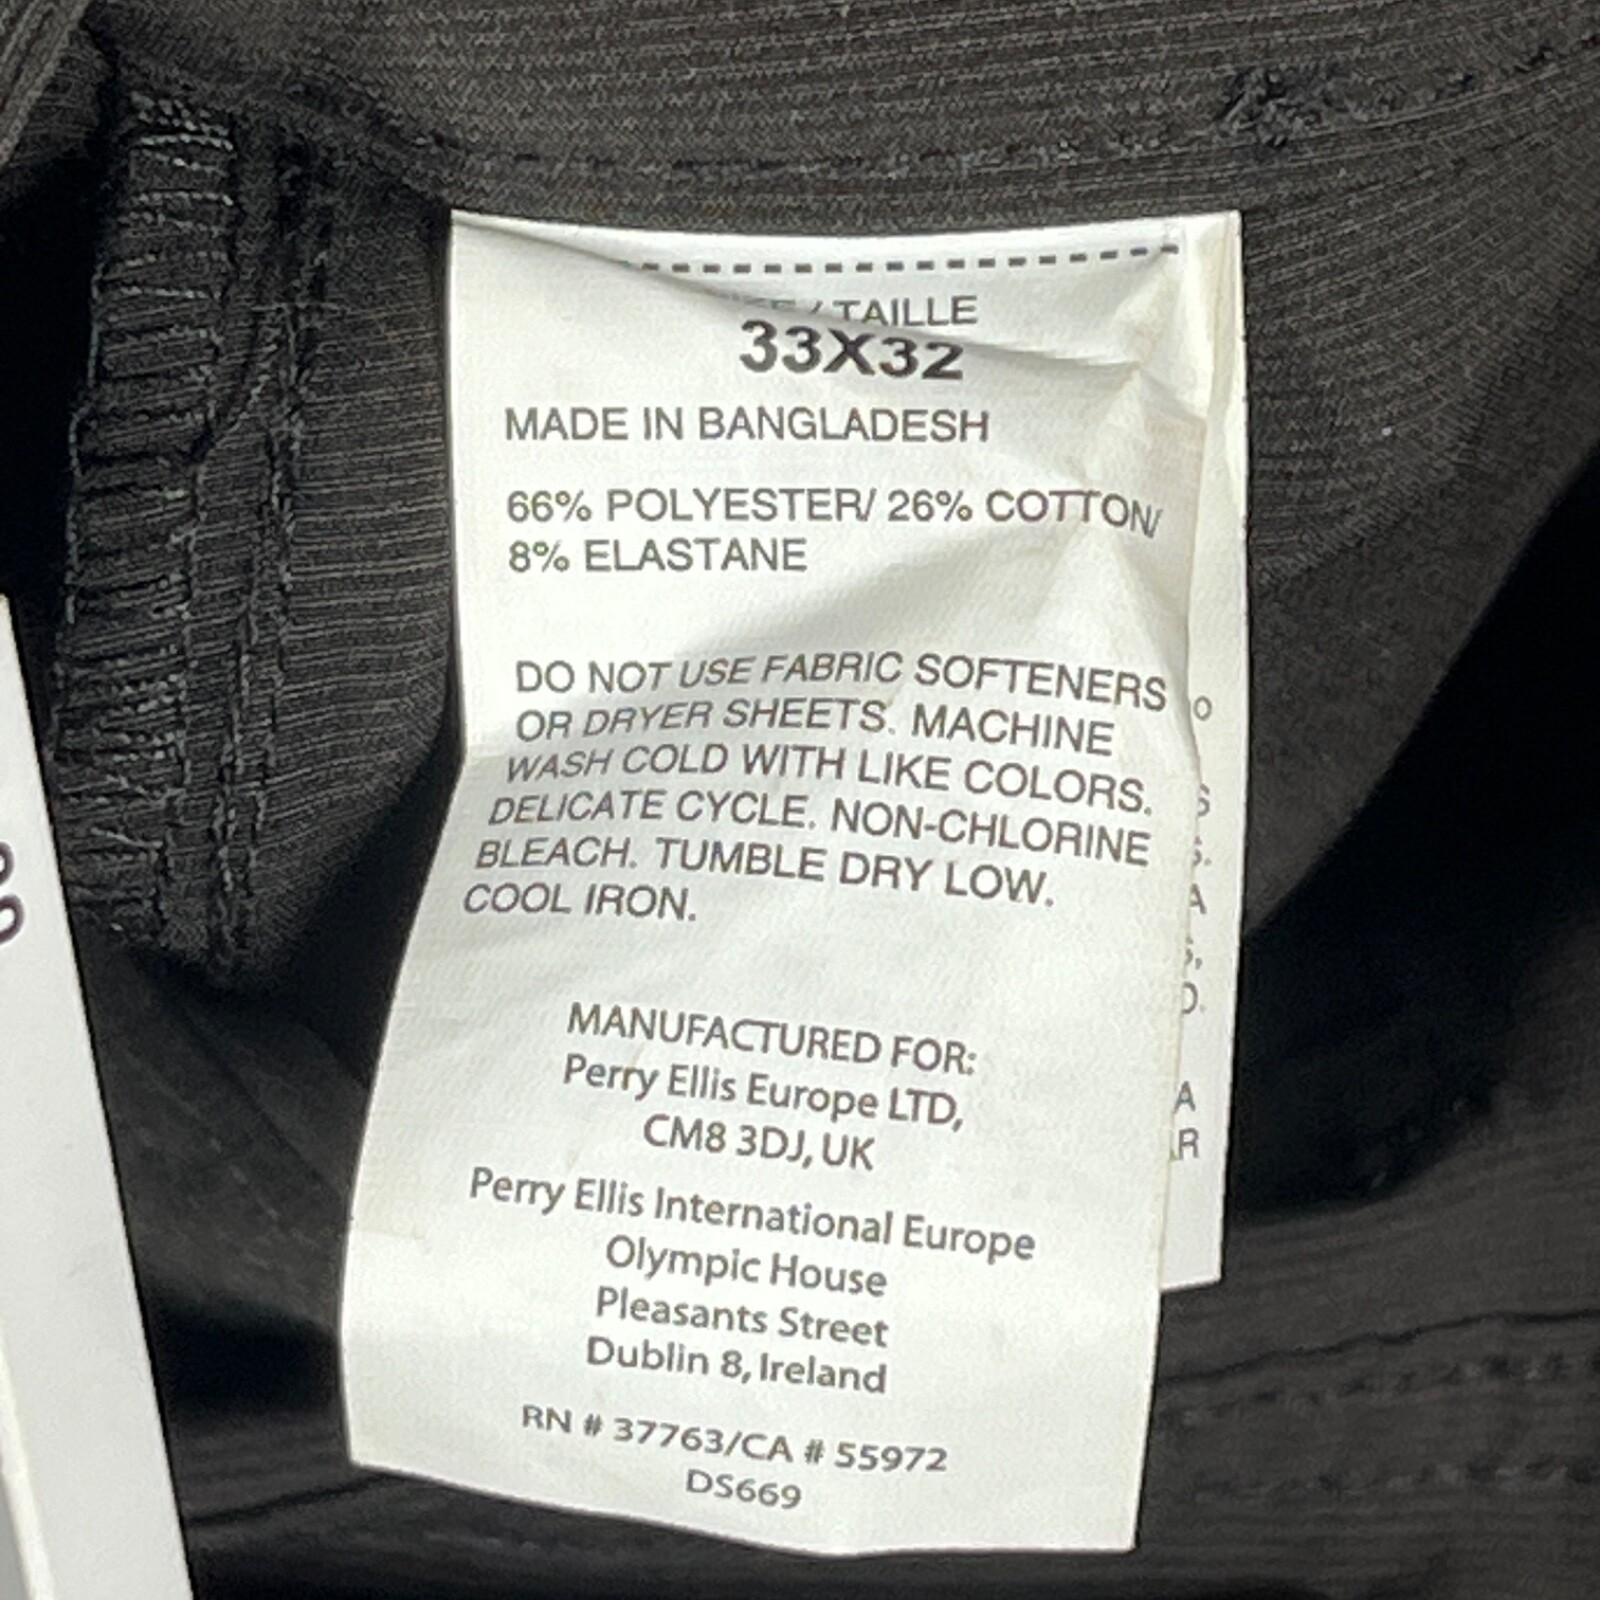 / TAILLE
33X32
MADE IN BANGLADESH
66% POLYESTER/ 26% COTTON/
8% ELASTANE
DO NOT USE FABRIC SOFTENERS
OR DRYER SHEETS. MACHINE
WASH COLD WITH LIKE COLORS.
DELICATE CYCLE. NON-CHLORINE
BLEACH. TUMBLE DRY LOW.
COOL IRON.
MANUFACTURED FOR:
Perry Ellis Europe LTD,
CM8 3DJ, UK
Perry Ellis International Europe
Olympic House
Pleasants Street
Dublin 8, Ireland
RN # 37763/CA # 55972
DS669